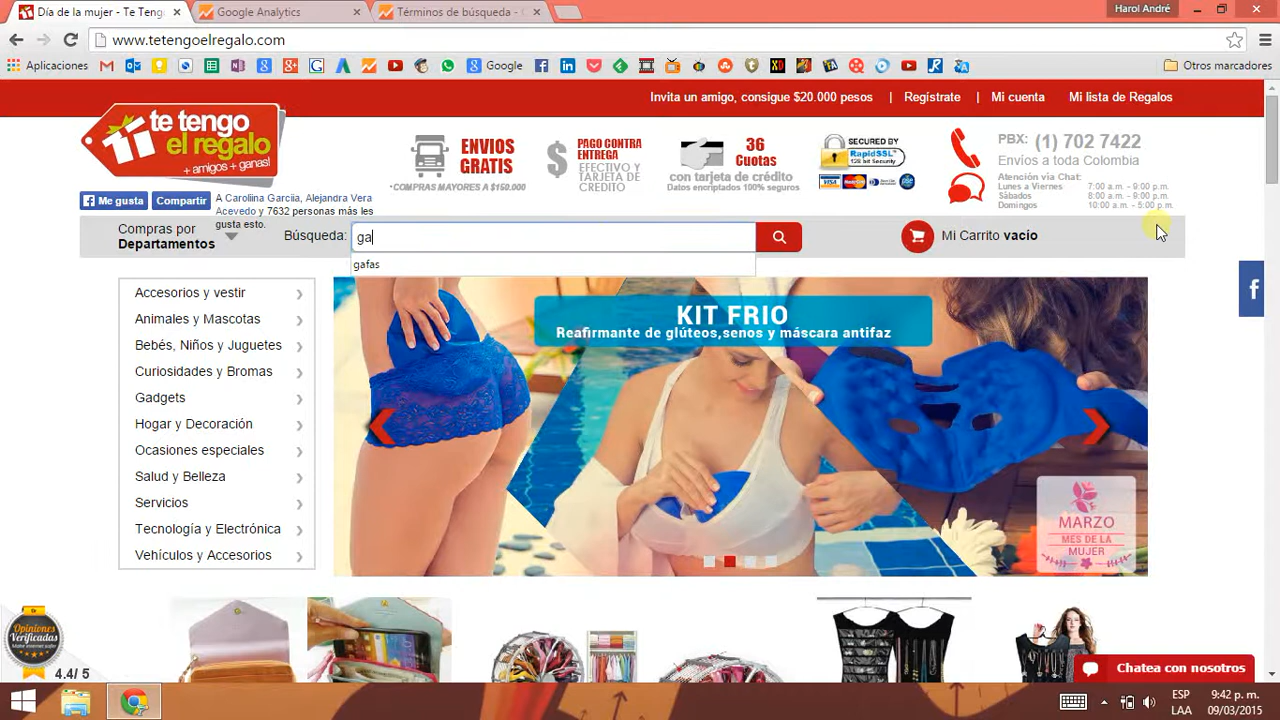 Día de la mujer - Te Teng
Google Analytics
Términos de búsqueda -
Harol André
www.tetengoelregalo.com
Aplicaciones
Google
Otros marcadores
Invita un amigo, consigue $20.000 pesos | Regístrate | Mi cuenta | Mi lista de Regalos
te tengo
el regalo
+ amigos + ganas!
ENVIOS
GRATIS
*COMPRAS MAYORES A $150.000
PAGO CONTRA
ENTREGA
EFECTIVO Y
TARJETA DE
CREDITO
36
Cuotas
con tarjeta de crédito
Datos encriptados 100% seguros
SECURED BY
RapidSSL
PBX: (1) 702 7422
Envíos a toda Colombia
Atención vía Chat:
Lunes a Viernes 7:00 a.m. - 9:00 p.m.
Sábados 8:00 a.m. - 9:00 p.m.
Domingos 10:00 a.m. - 5:00 p.m.
Me gusta
Compartir
A Carolina Garciia, Alejandra Vera
Acevedo y 7632 personas más les
gusta esto.
Compras por
Departamentos
Búsqueda:
ga
gafas
Mi Carrito vacío
Accesorios y vestir
Animales y Mascotas
Bebés, Niños y Juguetes
Curiosidades y Bromas
Gadgets
Hogar y Decoración
Ocasiones especiales
Salud y Belleza
Servicios
Tecnología y Electrónica
Vehículos y Accesorios
KIT FRIO
Reafirmante de glúteos,senos y máscara antifaz
MARZO
MES DE LA
MUJER
Opiniones
Verificadas
4.4/ 5
Chatea con nosotros
ESP
LAA
9:42 p. m.
09/03/2015